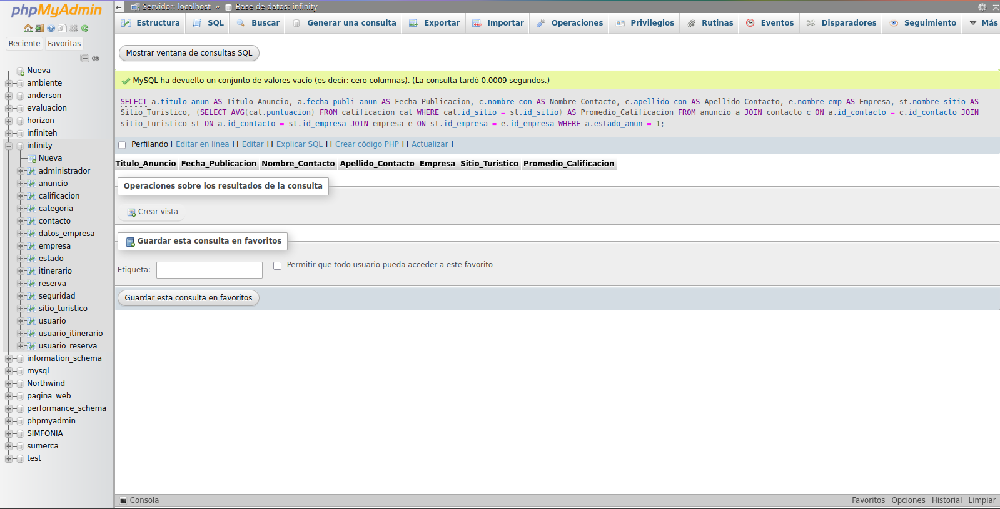 phpMyAdmin
Reciente Favoritas
Nueva
ambiente
anderson
evaluacion
horizon
infiniteh
infinity
Nueva
administrador
anuncio
calificacion
categoria
contacto
datos_empresa
empresa
estado
itinerario
reserva
seguridad
sitio_turistico
usuario
usuario_itinerario
usuario_reserva
information_schema
mysql
Northwind
pagina_web
performance_schema
phpmyadmin
SIMFONIA
sumerca
test
Servidor: localhost » Base de datos: infinity
Estructura SQL Buscar Generar una consulta Exportar Importar Operaciones Privilegios Rutinas Eventos Disparadores Seguimiento Más
Mostrar ventana de consultas SQL
MySQL ha devuelto un conjunto de valores vacío (es decir: cero columnas). (La consulta tardó 0.0009 segundos.)
SELECT a.titulo_anun AS Titulo_Anuncio, a.fecha_publi_anun AS Fecha_Publicacion, c.nombre_con AS Nombre_Contacto, c.apellido_con AS Apellido_Contacto, e.nombre_emp AS Empresa, st.nombre_sitio AS
Sitio_Turistico, (SELECT AVG(cal.puntuacion) FROM calificacion cal WHERE cal.id_sitio = st.id_sitio) AS Promedio_Calificacion FROM anuncio a JOIN contacto c ON a.id_contacto = c.id_contacto JOIN
sitio_turistico st ON a.id_contacto = st.id_empresa JOIN empresa e ON st.id_empresa = e.id_empresa WHERE a.estado_anun = 1;
Perfilando [ Editar en línea ] [ Editar ] [ Explicar SQL ] [ Crear código PHP ] [ Actualizar ]
Titulo_Anuncio Fecha_Publicacion Nombre_Contacto Apellido_Contacto Empresa Sitio_Turistico Promedio_Calificacion
Operaciones sobre los resultados de la consulta
Crear vista
Guardar esta consulta en favoritos
Etiqueta: Permitir que todo usuario pueda acceder a este favorito
Guardar esta consulta en favoritos
Consola Favoritos Opciones Historial Limpiar